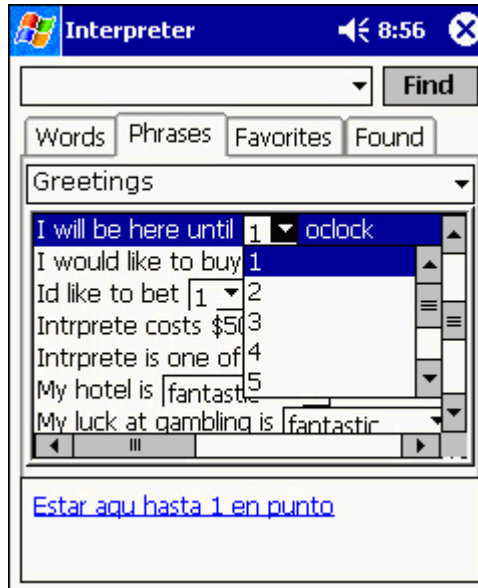 Interpreter 8:56
Find
Words Phrases Favorites Found
Greetings
I will be here until 1 oclock
I would like to buy 1
Id like to bet 1 2
Intrprete costs $50 3
Intrprete is one of 4
My hotel is fantastic 5
My luck at gambling is fantastic
Estar aqu hasta 1 en punto